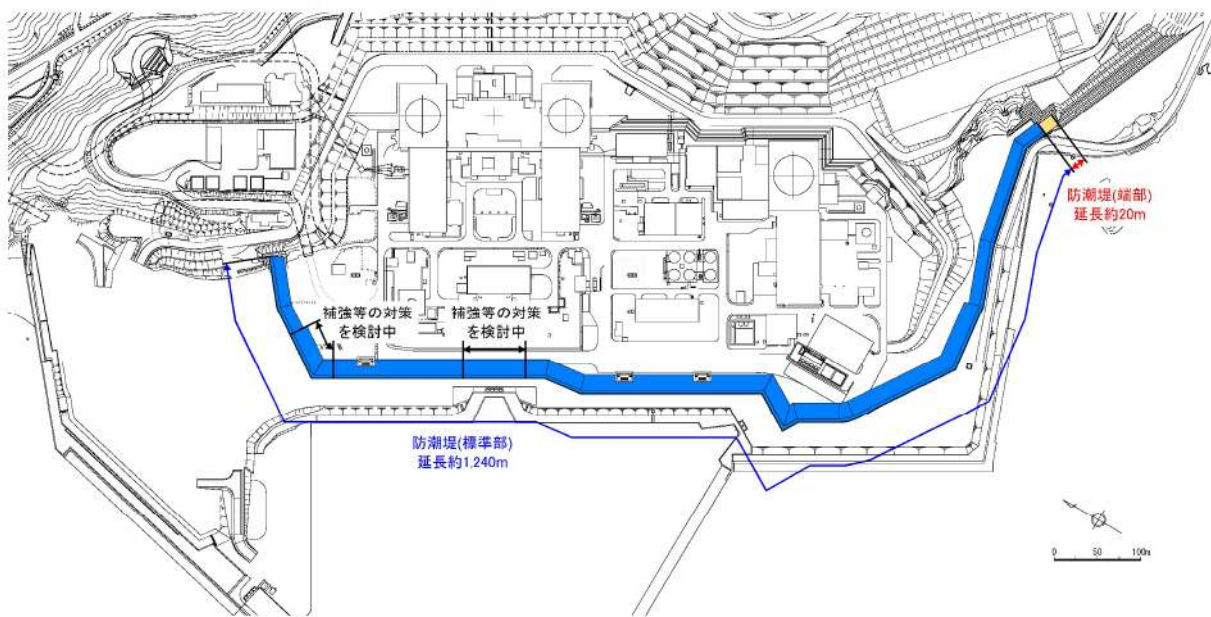 防潮堤(端部)
延長約20m
補強等の対策
を検討中
補強等の対策
を検討中
防潮堤(標準部)
延長約1,240m
0 50 100m